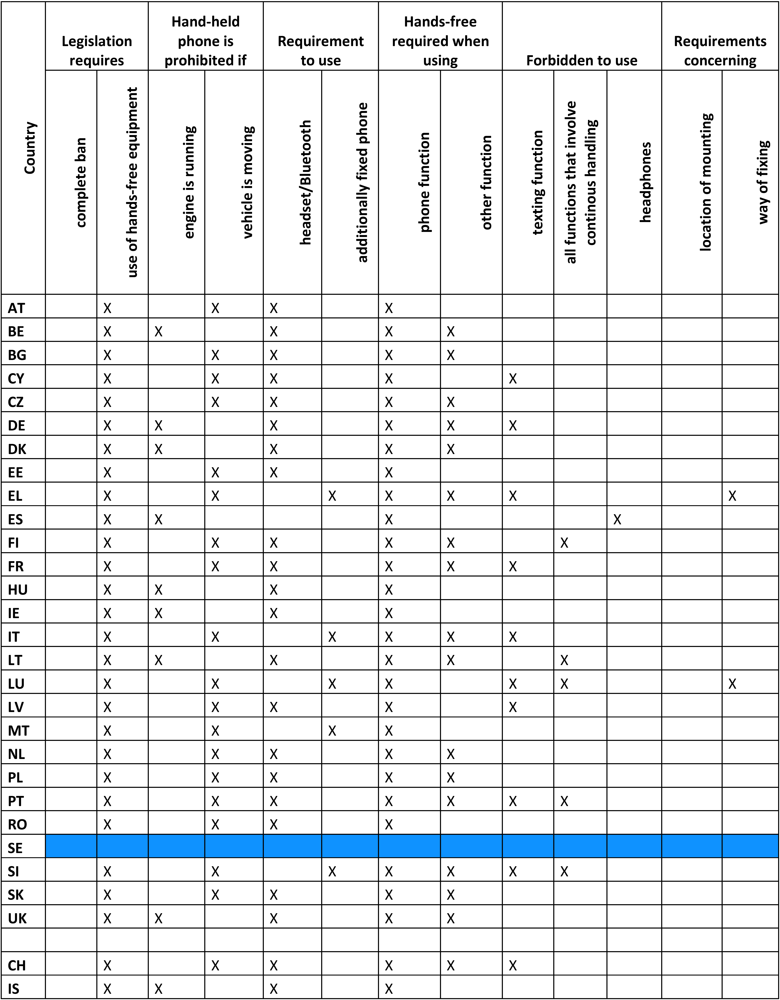 Country
Legislation
requires
Hand-held
phone is
prohibited if
Requirement
to use
Hands-free
required when
using
Forbidden to use
Requirements
concerning
complete ban
use of hands-free equipment
engine is running
vehicle is moving
headset/Bluetooth
additionally fixed phone
phone function
other function
texting function
all functions that involve
continous handling
headphones
location of mounting
way of fixing
AT X X X X
BE X X X X X
BG X X X X X
CY X X X X X
CZ X X X X X
DE X X X X X X
DK X X X X X
EE X X X X
EL X X X X X X X
ES X X X X
FI X X X X X X
FR X X X X X X
HU X X X X
IE X X X X
IT X X X X X X
LT X X X X X X
LU X X X X X X X
LV X X X X X
MT X X X X
NL X X X X X
PL X X X X X
PT X X X X X X X
RO X X X X
SE
SI X X X X X X X
SK X X X X X
UK X X X X X
CH X X X X X X
IS X X X X